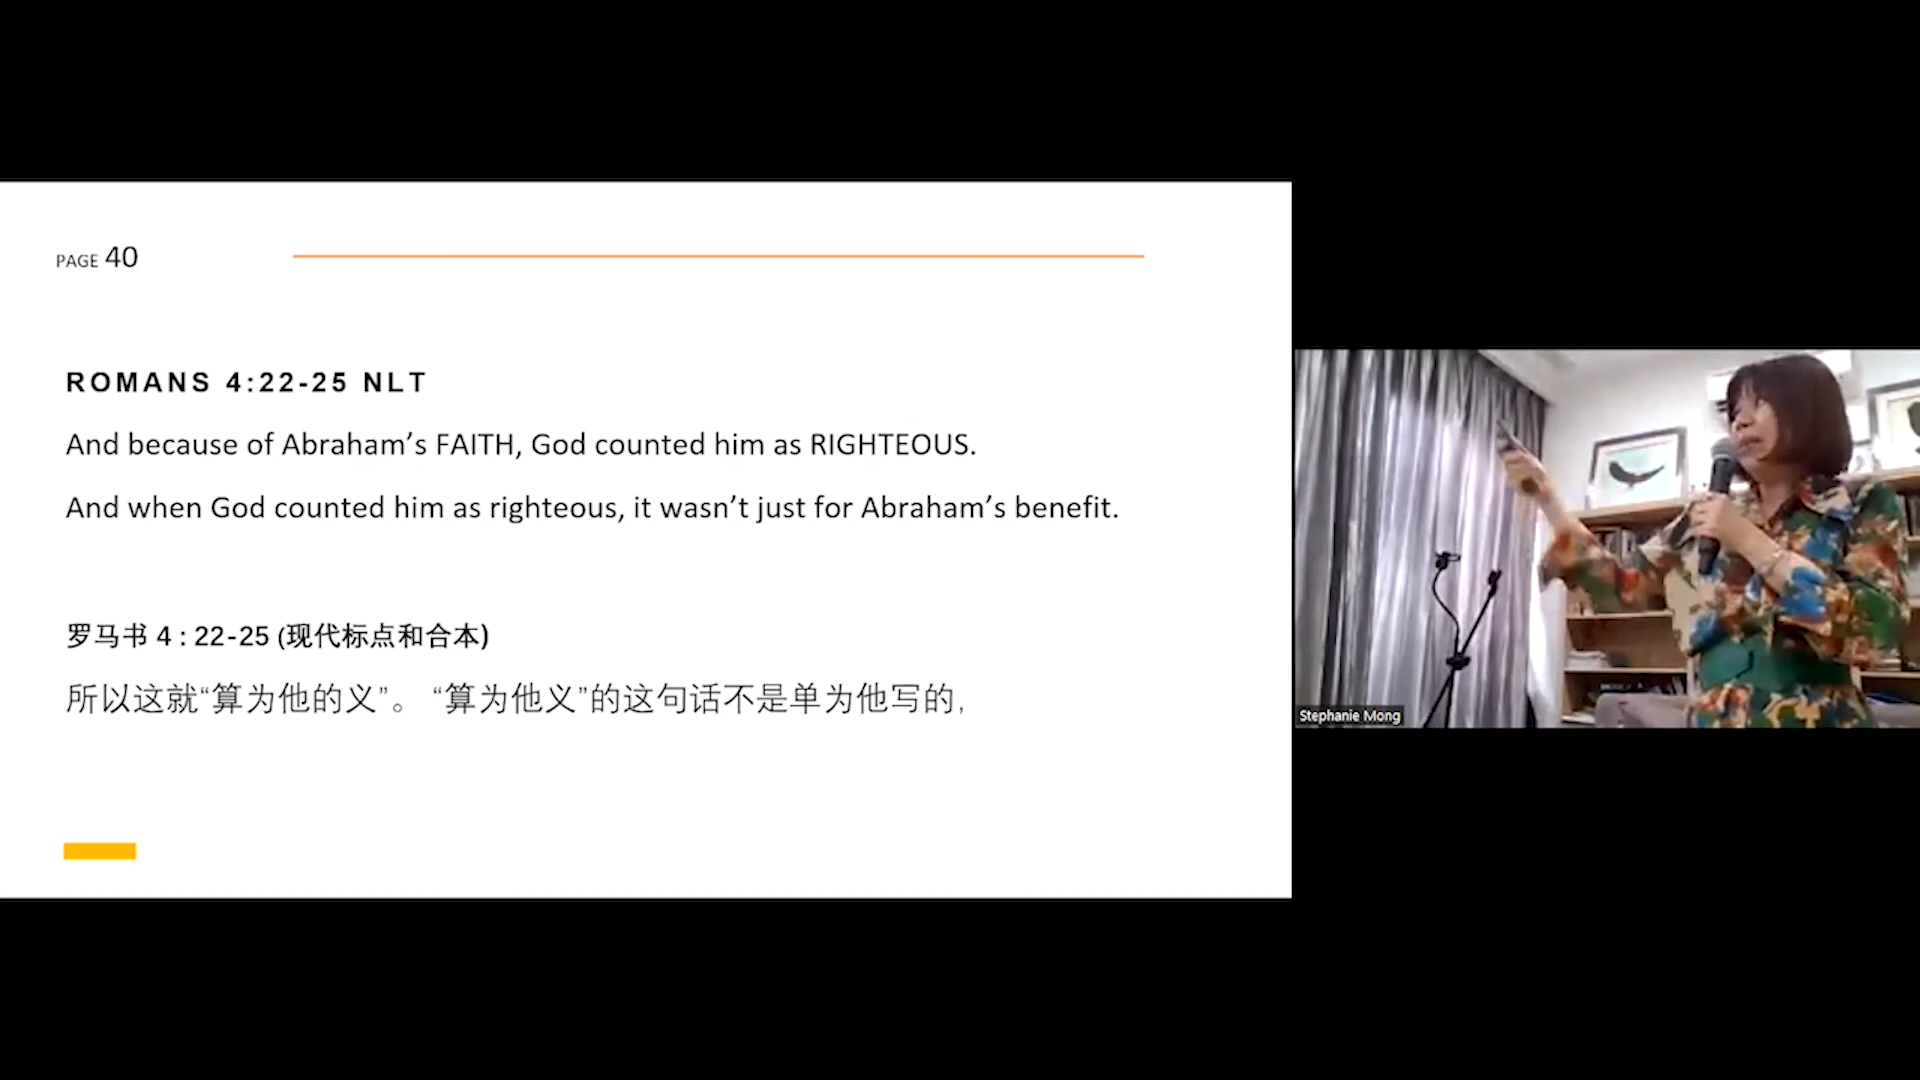 PAGE 40
ROMANS 4:22-25 NLT
And because of Abraham’s FAITH, God counted him as RIGHTEOUS.
And when God counted him as righteous, it wasn’t just for Abraham’s benefit.
罗马书 4 : 22-25 (现代标点和合本)
所以这就“算为他的义”。 “算为他义”的这句话不是单为他写的,
Stephanie Mong